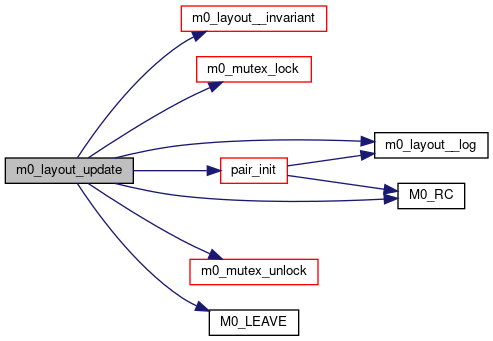 m0_layout__invariant
m0_mutex_lock
m0_layout__log
m0_layout_update
pair_init
M0_RC
m0_mutex_unlock
M0_LEAVE